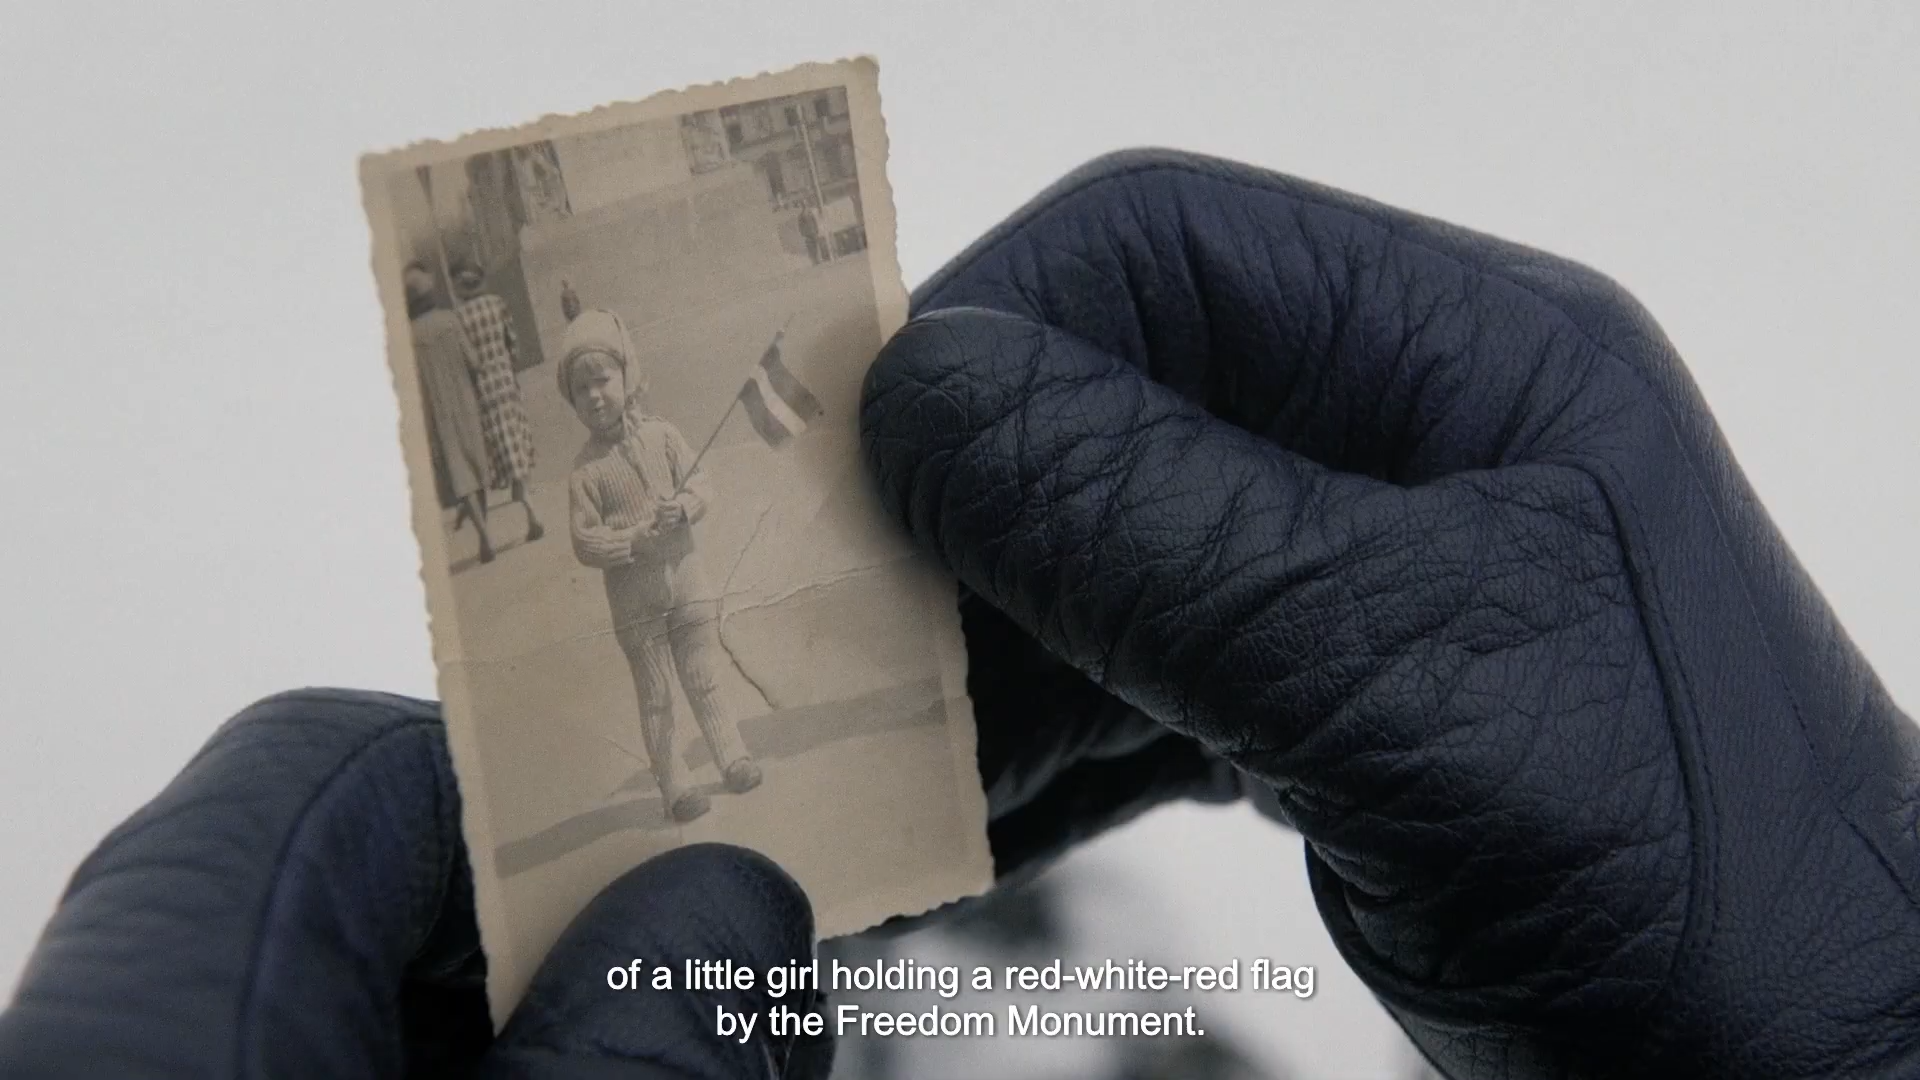 of a little girl holding a red-white-red flag
by the Freedom Monument.